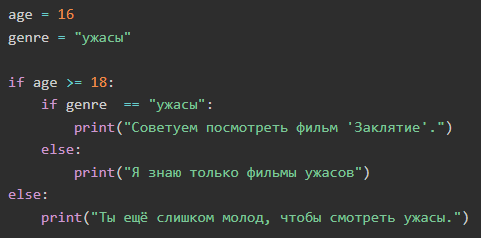 age = 16
genre = "ужасы"

if age >= 18:
    if genre  == "ужасы":
        print("Советуем посмотреть фильм 'Заклятие'.")
    else:
        print("Я знаю только фильмы ужасов")
else:
    print("Ты ещё слишком молод, чтобы смотреть ужасы.")